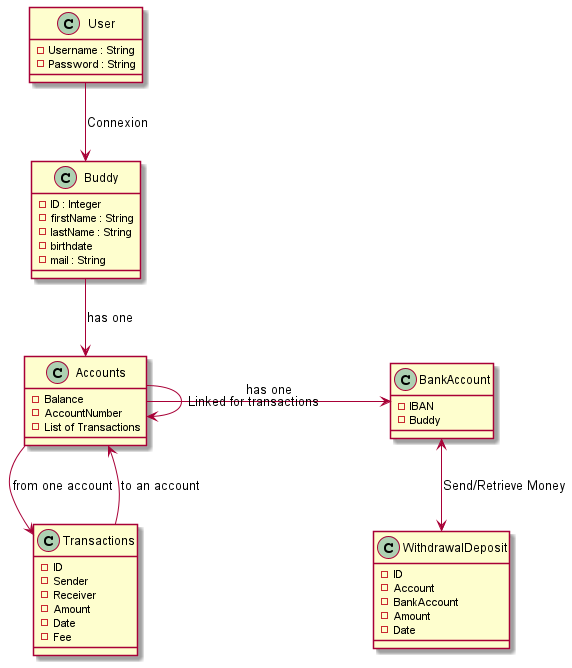 C User
Username : String
Password : String
Connexion
C Buddy
ID : Integer
firstName : String
lastName : String
birthdate
mail : String
has one
C Accounts
Balance
AccountNumber
List of Transactions
has one
Linked for transactions
C BankAccount
IBAN
Buddy
from one account
to an account
Send/Retrieve Money
C Transactions
ID
Sender
Receiver
Amount
Date
Fee
C WithdrawalDeposit
ID
Account
BankAccount
Amount
Date